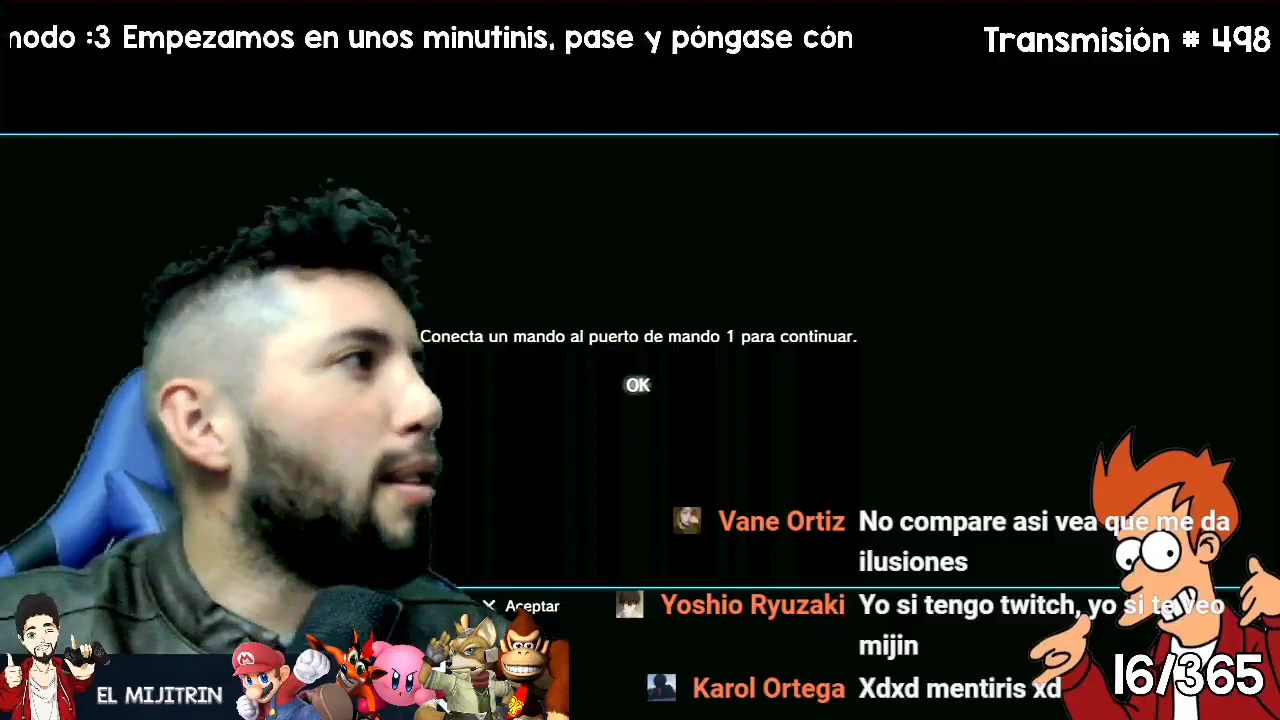 nodo :3 Empezamos en unos minutinis, pase y póngase cón
Transmisión # 498
Conecta un mando al puerto de mando 1 para continuar.
OK
Vane Ortiz No compare asi vea que me da
ilusiones
Aceptar
Yoshio Ryuzaki Yo si tengo twitch, yo si te veo
mijin
Karol Ortega Xdxd mentiris xd
EL MIJITRIN
16/365